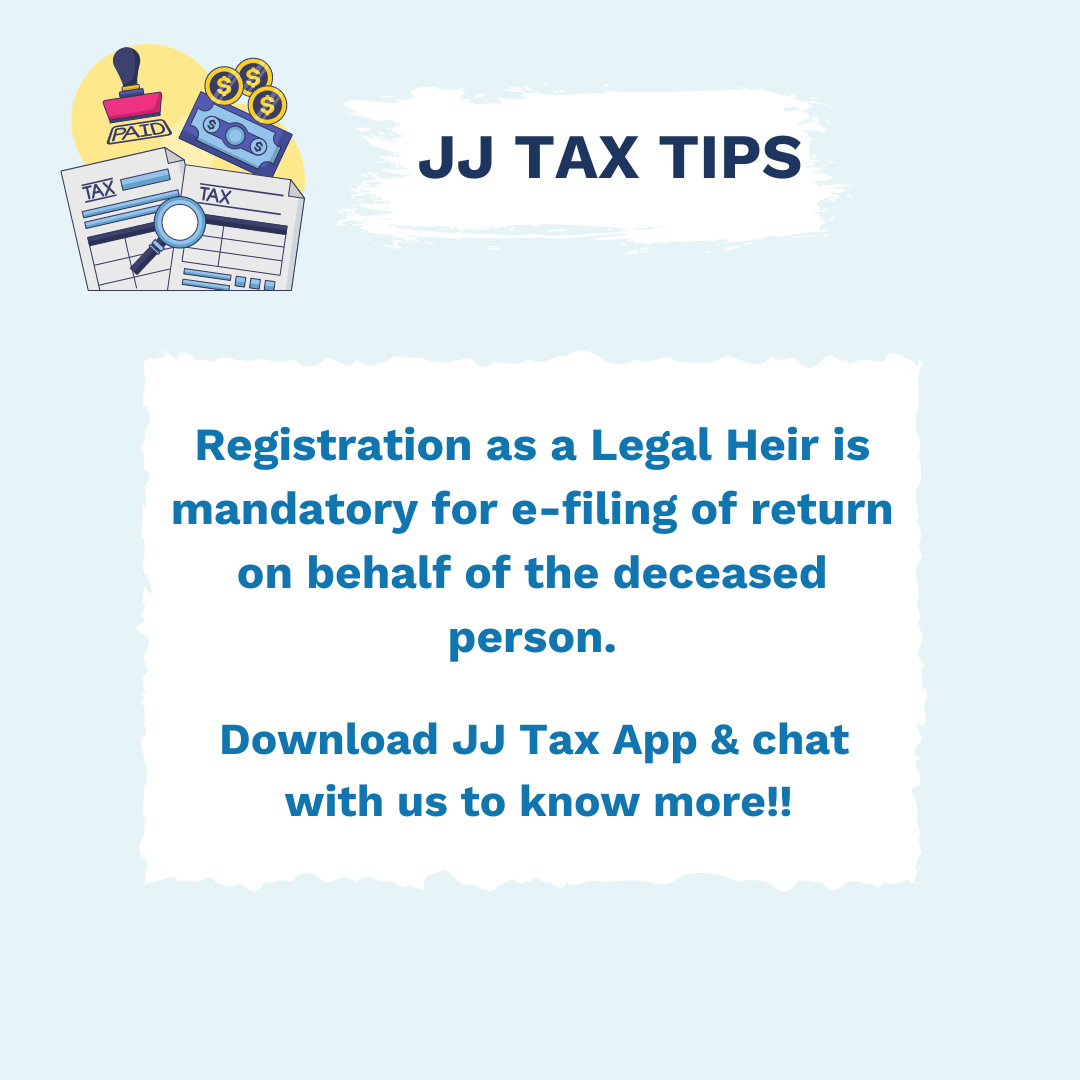 JJ TAX TIPS
PAID
TAX
TAX
Registration as a Legal Heir is
mandatory for e-filing of return
on behalf of the deceased
person.
Download JJ Tax App & chat
with us to know more!!